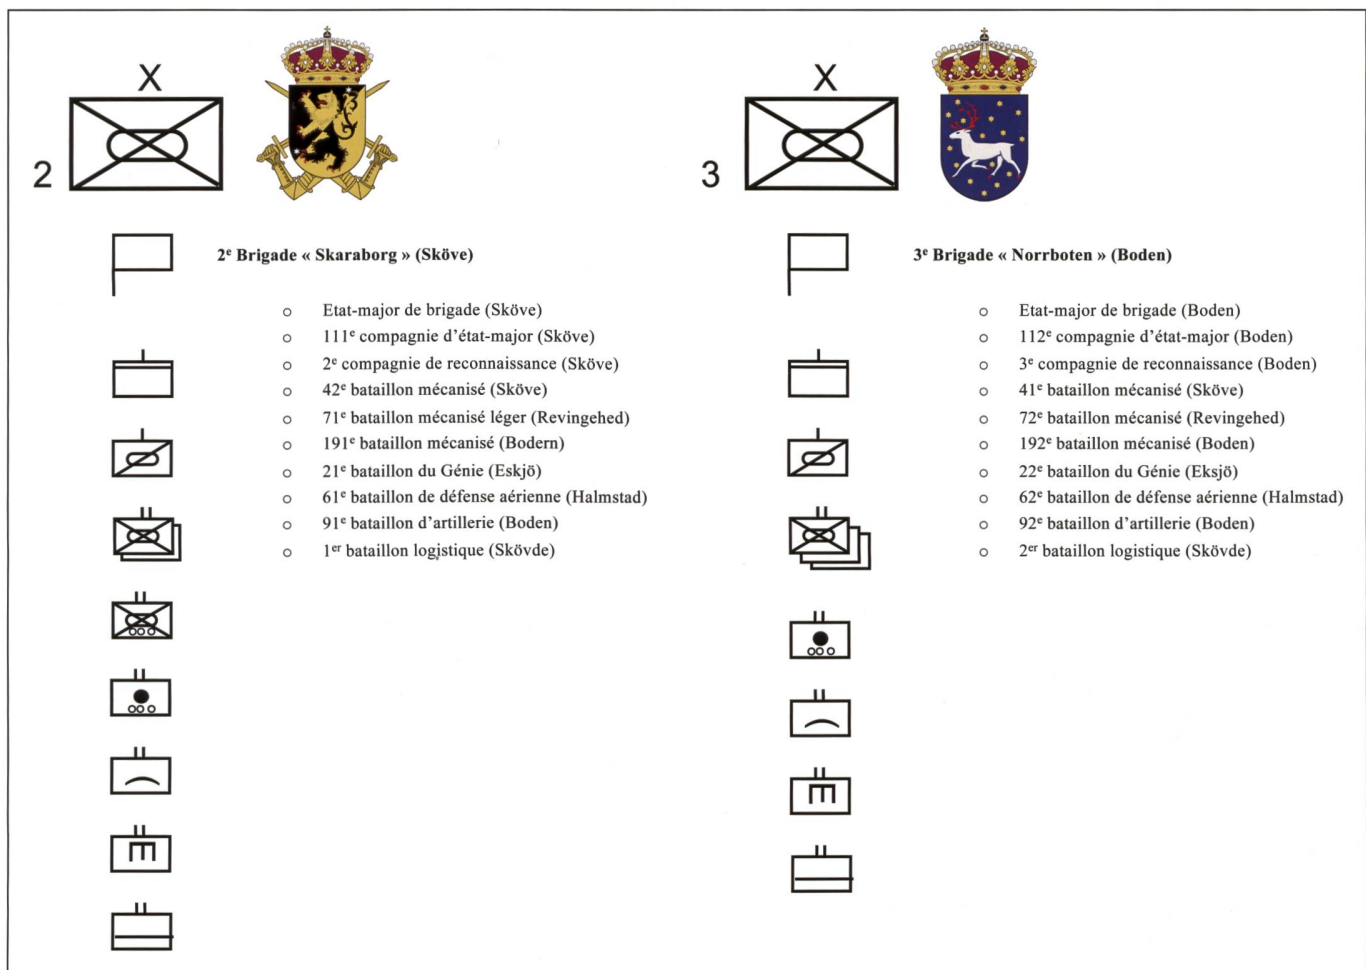 X
2
2e Brigade « Skaraborg » (Sköve)
○ Etat-major de brigade (Sköve)
○ 111e compagnie d’état-major (Sköve)
○ 2e compagnie de reconnaissance (Sköve)
○ 42e bataillon mécanisé (Sköve)
○ 71e bataillon mécanisé léger (Revingehed)
○ 191e bataillon mécanisé (Bodern)
○ 21e bataillon du Génie (Eskjö)
○ 61e bataillon de défense aérienne (Halmstad)
○ 91e bataillon d’artillerie (Boden)
○ 1er bataillon logistique (Skövde)
X
3
3e Brigade « Norrboten » (Boden)
○ Etat-major de brigade (Boden)
○ 112e compagnie d’état-major (Boden)
○ 3e compagnie de reconnaissance (Boden)
○ 41e bataillon mécanisé (Sköve)
○ 72e bataillon mécanisé (Revingehed)
○ 192e bataillon mécanisé (Boden)
○ 22e bataillon du Génie (Eksjö)
○ 62e bataillon de défense aérienne (Halmstad)
○ 92e bataillon d’artillerie (Boden)
○ 2er bataillon logistique (Skövde)